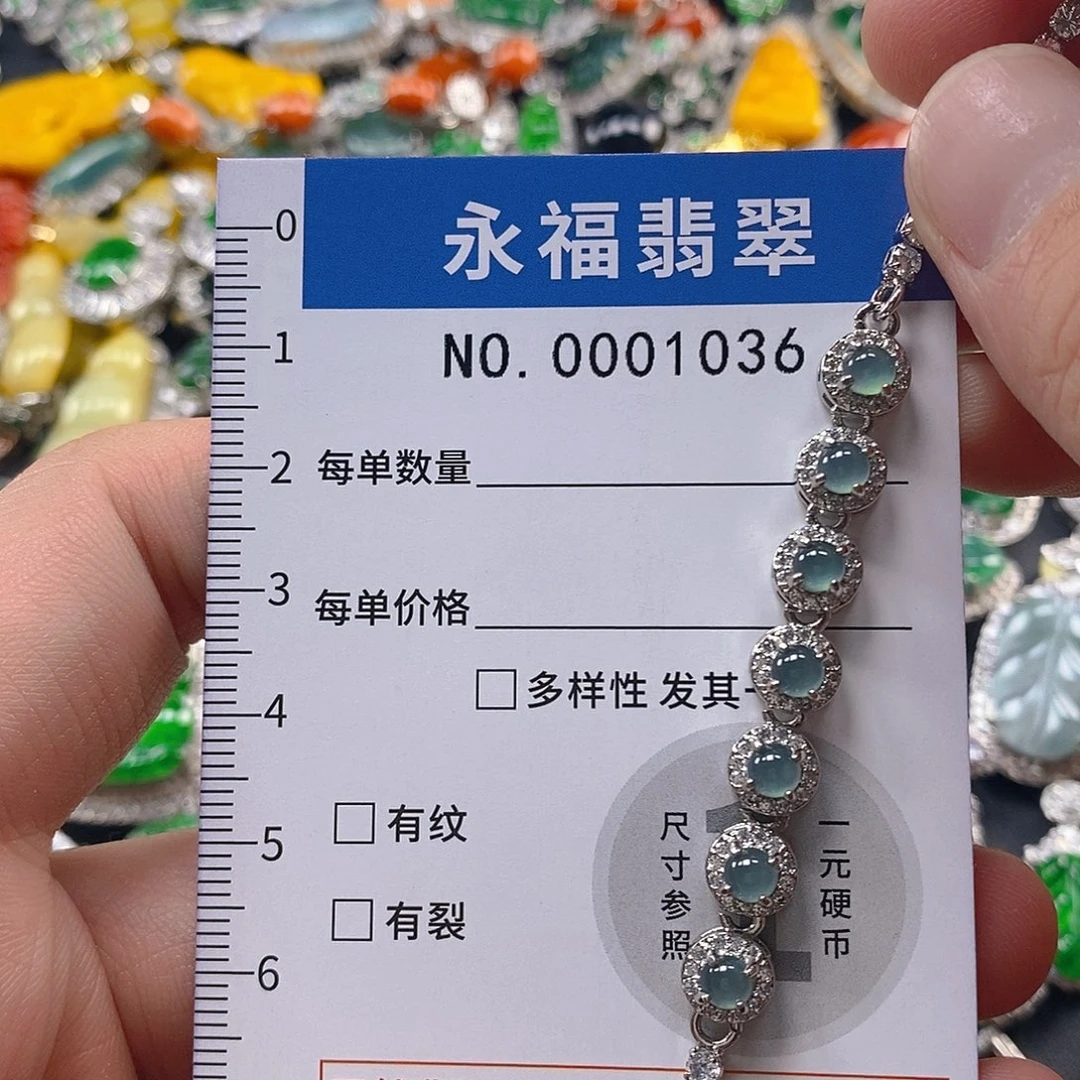 永福翡翠
0
NO. 0001036
1
2
每单数量
3
每单价格
多样性 发其
4
有纹
尺寸参照
一元硬币
1
5
有裂
6